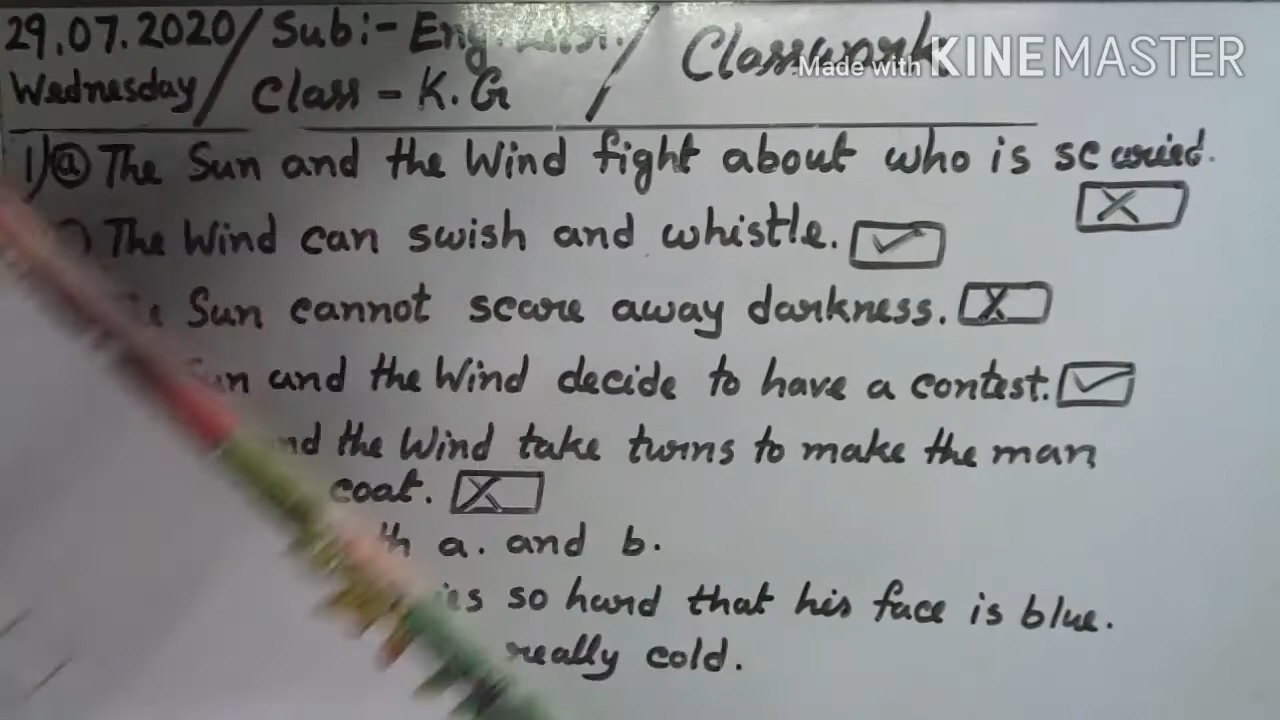 29.07.2020/ Sub:- / Classwork
Made with KINEMASTER
Wednesday/ Class - K.G
1) a The Sun and the Wind fight about who is
X
The Wind can swish and whistle. ✓
Sun cannot scare away darkness. X
and the Wind decide to have a contest. ✓
the Wind take turns to make the man
coat. X
a. and b.
so hard that his face is blue.
really cold.